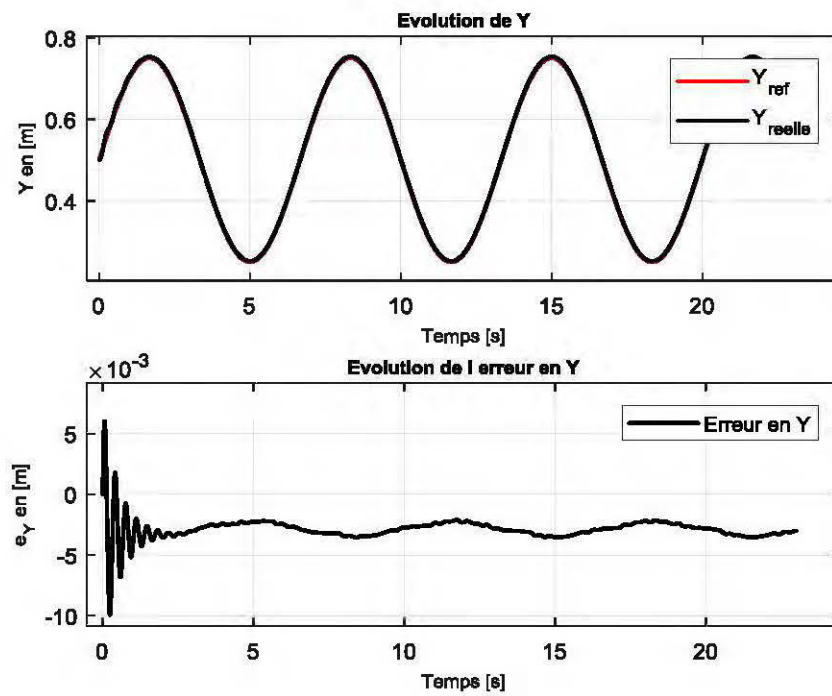 Evolution de Y
0.8
0.6
0.4
Y en [m]
Y_ref
Y_reelle
0 5 10 15 20
Temps [s]
×10^-3
Evolution de l erreur en Y
5
0
-5
-10
e_Y en [m]
Erreur en Y
0 5 10 15 20
Temps [s]